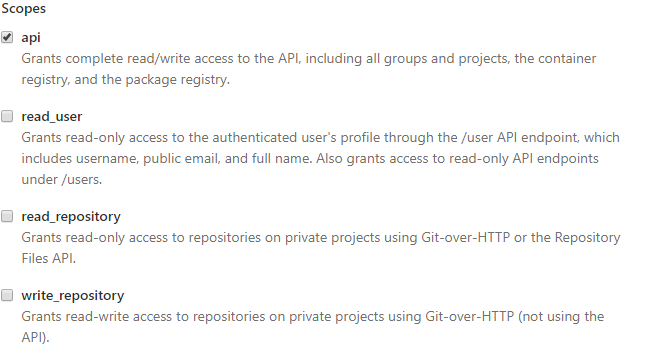 Scopes
api
Grants complete read/write access to the API, including all groups and projects, the container
registry, and the package registry.
read_user
Grants read-only access to the authenticated user's profile through the /user API endpoint, which
includes username, public email, and full name. Also grants access to read-only API endpoints
under /users.
read_repository
Grants read-only access to repositories on private projects using Git-over-HTTP or the Repository
Files API.
write_repository
Grants read-write access to repositories on private projects using Git-over-HTTP (not using the
API).